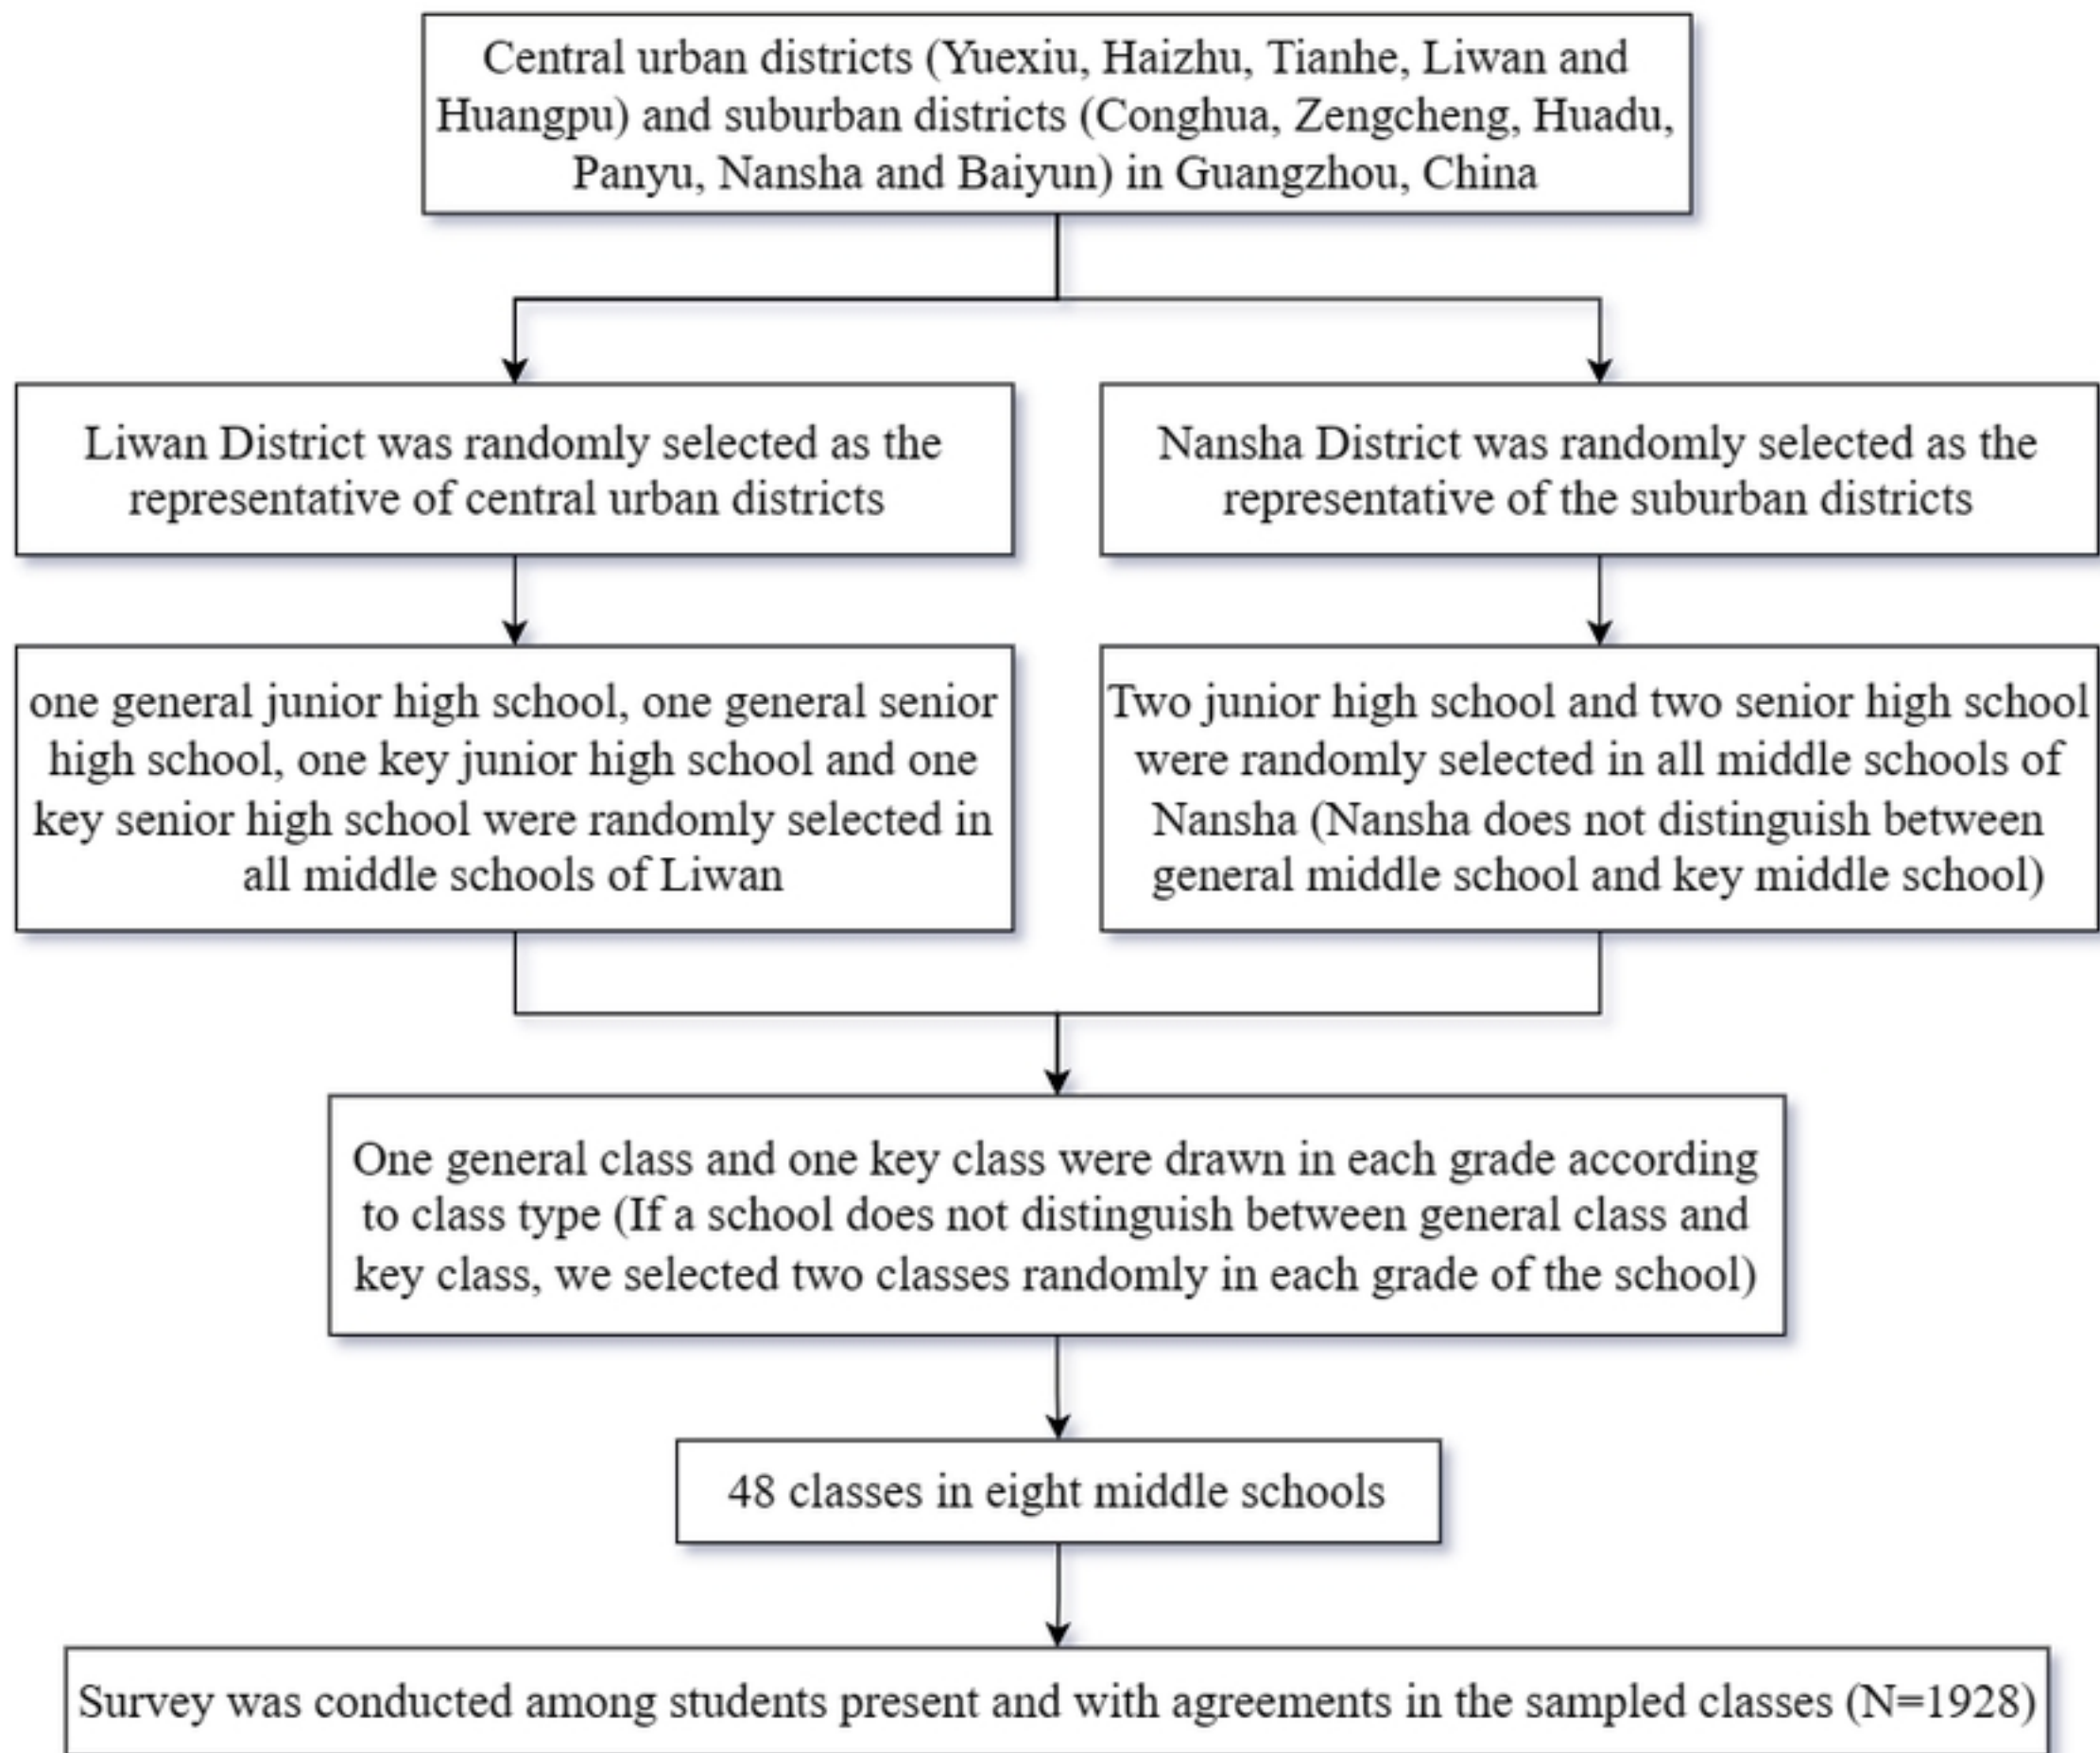 Central urban districts (Yuexiu, Haizhu, Tianhe, Liwan and
Huangpu) and suburban districts (Conghua, Zengcheng, Huadu,
Panyu, Nansha and Baiyun) in Guangzhou, China
Liwan District was randomly selected as the
representative of central urban districts
Nansha District was randomly selected as the
representative of the suburban districts
one general junior high school, one general senior
high school, one key junior high school and one
key senior high school were randomly selected in
all middle schools of Liwan
Two junior high school and two senior high school
were randomly selected in all middle schools of
Nansha (Nansha does not distinguish between
general middle school and key middle school)
One general class and one key class were drawn in each grade according
to class type (If a school does not distinguish between general class and
key class, we selected two classes randomly in each grade of the school)
48 classes in eight middle schools
Survey was conducted among students present and with agreements in the sampled classes (N=1928)